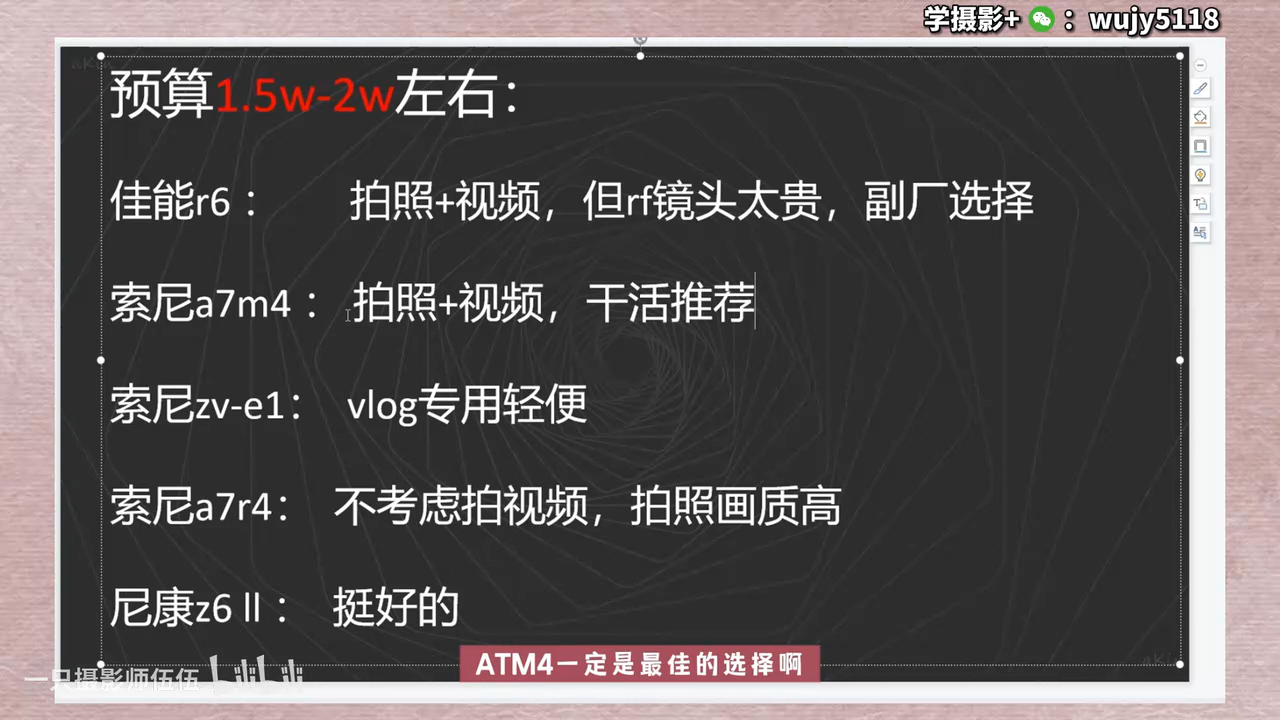 学摄影+ ：wujy5118
预算1.5w-2w左右：
佳能r6： 拍照+视频，但rf镜头太贵，副厂选择
索尼a7m4： 拍照+视频，干活推荐
索尼zv-e1： vlog专用轻便
索尼a7r4： 不考虑拍视频，拍照画质高
尼康z6 II： 挺好的
ATM4一定是最佳的选择啊
一只摄影师伍伍 bilibili